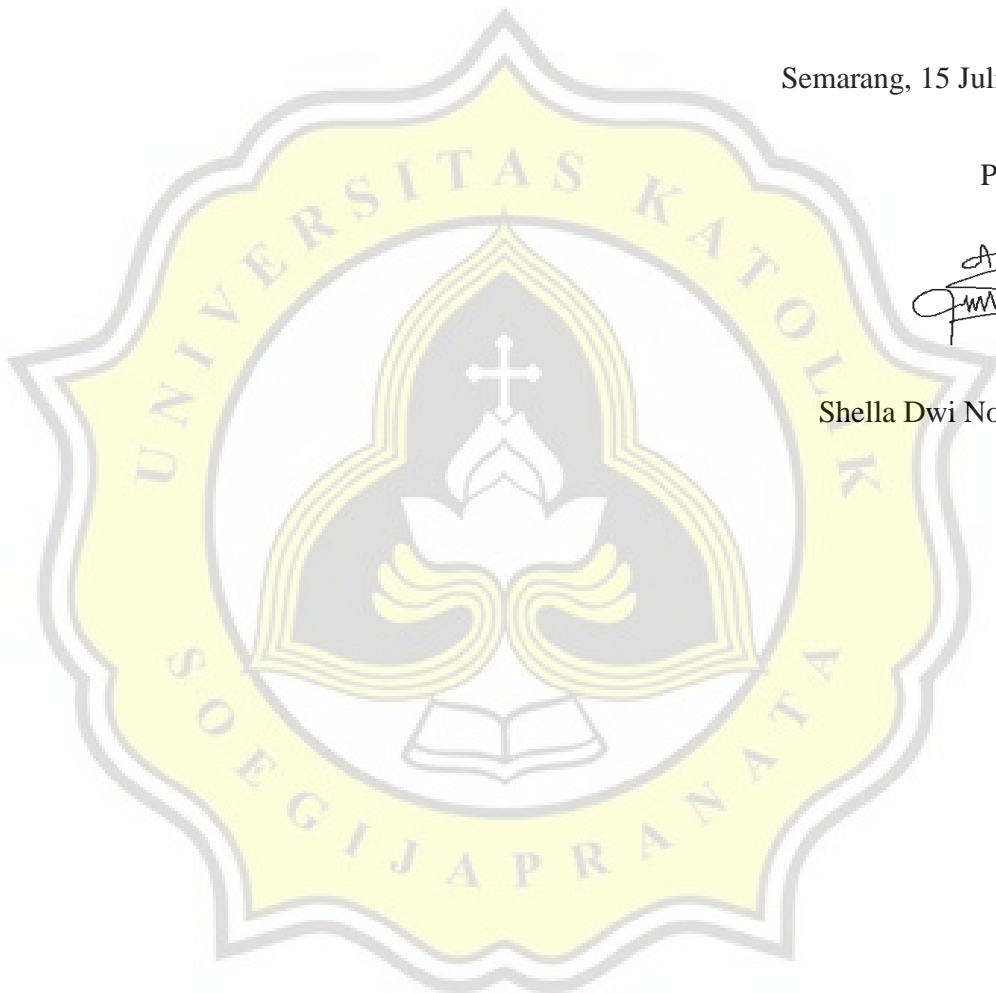 Semarang, 15 Juli
P
Shella Dwi No
UNIVERSITAS KATOLIK
SOEGIJAPRANATA